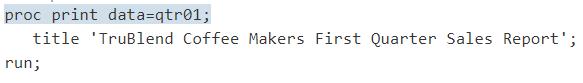 proc print data=qtr01;
   title 'TruBlend Coffee Makers First Quarter Sales Report';
run;